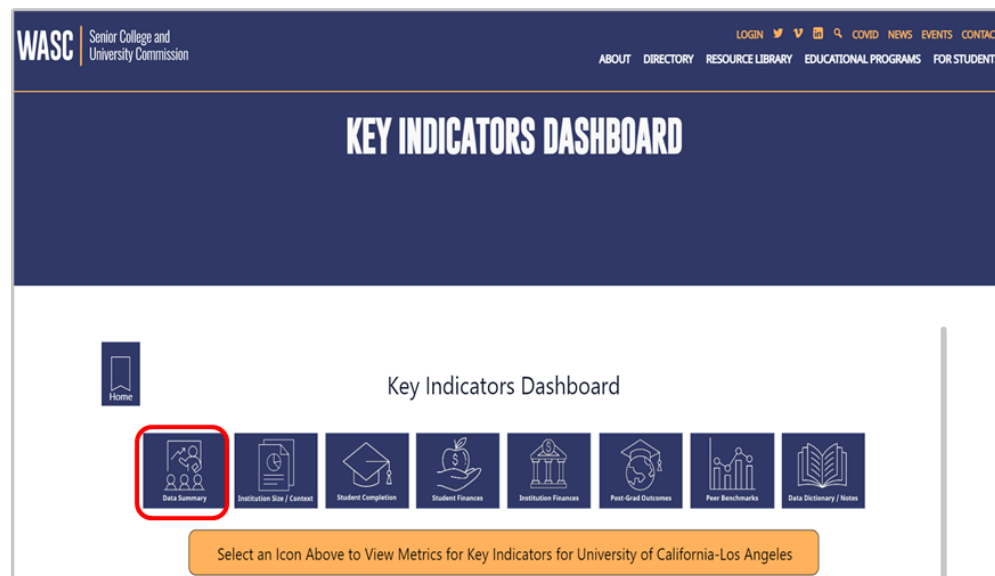 WASC
Senior College and
University Commission
LOGIN COVID NEWS EVENTS CONTAC
ABOUT DIRECTORY RESOURCE LIBRARY EDUCATIONAL PROGRAMS FOR STUDENT
KEY INDICATORS DASHBOARD
Home
Key Indicators Dashboard
Data Summary
Institution Size / Context
Student Completion
Student Finances
Institution Finances
Post-Grad Outcomes
Peer Benchmarks
Data Dictionary / Notes
Select an Icon Above to View Metrics for Key Indicators for University of California-Los Angeles